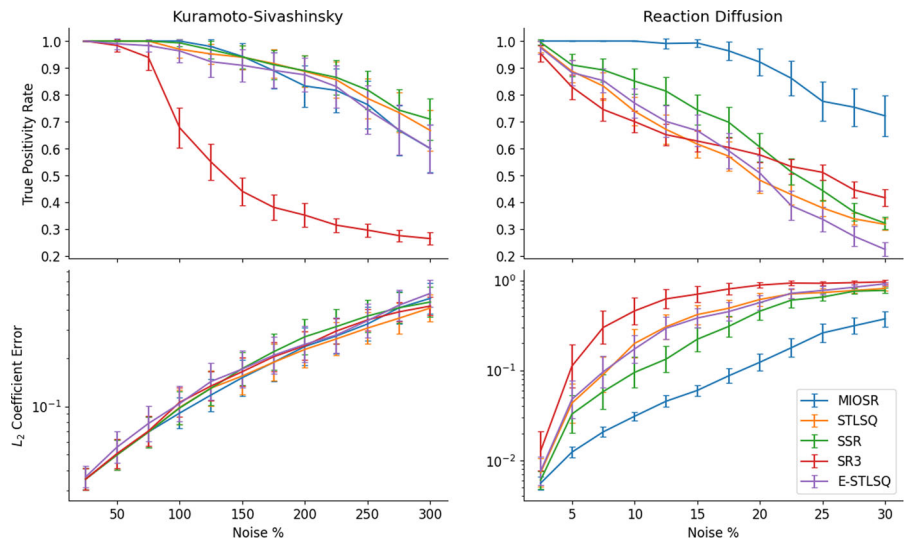 Kuramoto-Sivashinsky
Reaction Diffusion
True Positivity Rate
1.0
0.9
0.8
0.7
0.6
0.5
0.4
0.3
0.2
1.0
0.9
0.8
0.7
0.6
0.5
0.4
0.3
0.2
L₂ Coefficient Error
10⁻¹
10⁰
10⁻¹
10⁻²
MIOSR
STLSQ
SSR
SR3
E-STLSQ
50 100 150 200 250 300
5 10 15 20 25 30
Noise %
Noise %